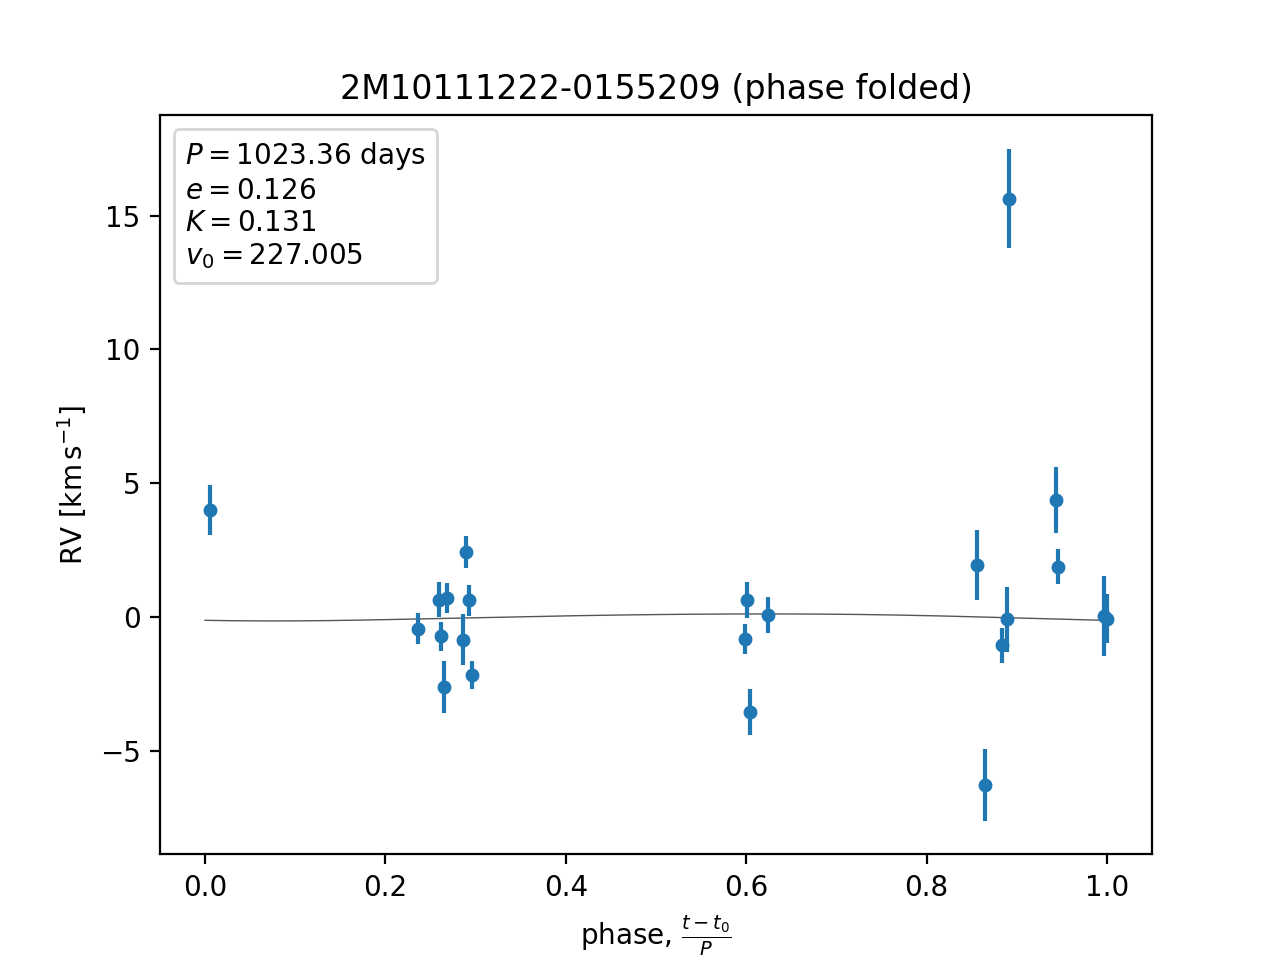 2M10111222-0155209 (phase folded)
P = 1023.36 days
e = 0.126
K = 0.131
v₀ = 227.005
15
10
5
0
−5
RV [km s⁻¹]
0.0 0.2 0.4 0.6 0.8 1.0
phase, (t − t₀)/P